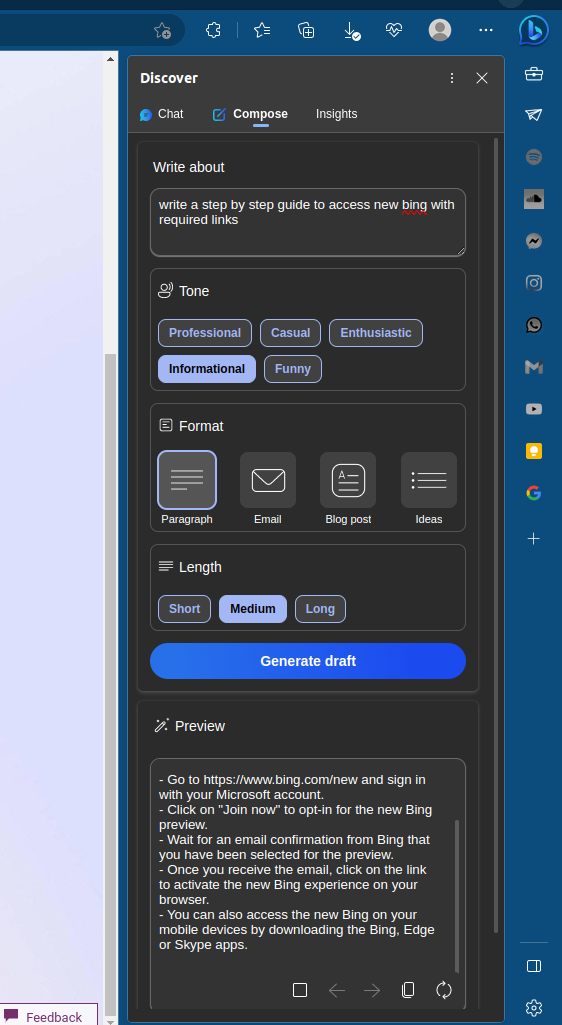 Discover
Chat
Compose
Insights
Write about
write a step by step guide to access new bing with
required links
Tone
Professional
Casual
Enthusiastic
Informational
Funny
Format
A
Paragraph
Email
Blog post
Ideas
Length
Short
Medium
Long
Generate draft
Preview
- Go to https://www.bing.com/new and sign in
with your Microsoft account.
- Click on "Join now" to opt-in for the new Bing
preview.
- Wait for an email confirmation from Bing that
you have been selected for the preview.
- Once you receive the email, click on the link
to activate the new Bing experience on your
browser.
- You can also access the new Bing on your
mobile devices by downloading the Bing, Edge
or Skype apps.
Feedback